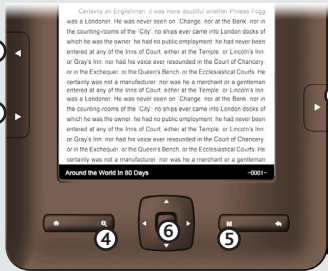 Certainly an Englishman, it was more doubtful whether Phileas Fogg
was a Londoner. He was never seen on 'Change, nor at the Bank, nor in
the counting-rooms of the 'City'; no ships ever came into London docks of
which he was the owner; he had no public employment; he had never been
entered at any of the Inns of Court, either at the Temple, or Lincoln's Inn,
or Gray's Inn; nor had his voice ever resounded in the Court of Chancery,
or in the Exchequer, or the Queen's Bench, or the Ecclesiastical Courts. He
certainly was not a manufacturer; nor was he a merchant or a gentleman
entered at any of the Inns of Court, either at the Temple, or Lincoln's Inn,
was a Londoner. He was never seen on 'Change, nor at the Bank, nor in
the counting-rooms of the 'City'; no ships ever came into London docks of
which he was the owner; he had no public employment; he had never been
entered at any of the Inns of Court, either at the Temple, or Lincoln's Inn,
or Gray's Inn; nor had his voice ever resounded in the Court of Chancery,
or in the Exchequer, or the Queen's Bench, or the Ecclesiastical Courts. He
certainly was not a manufacturer; nor was he a merchant or a gentleman
Around the World in 80 Days -0001-
M
4 6 5